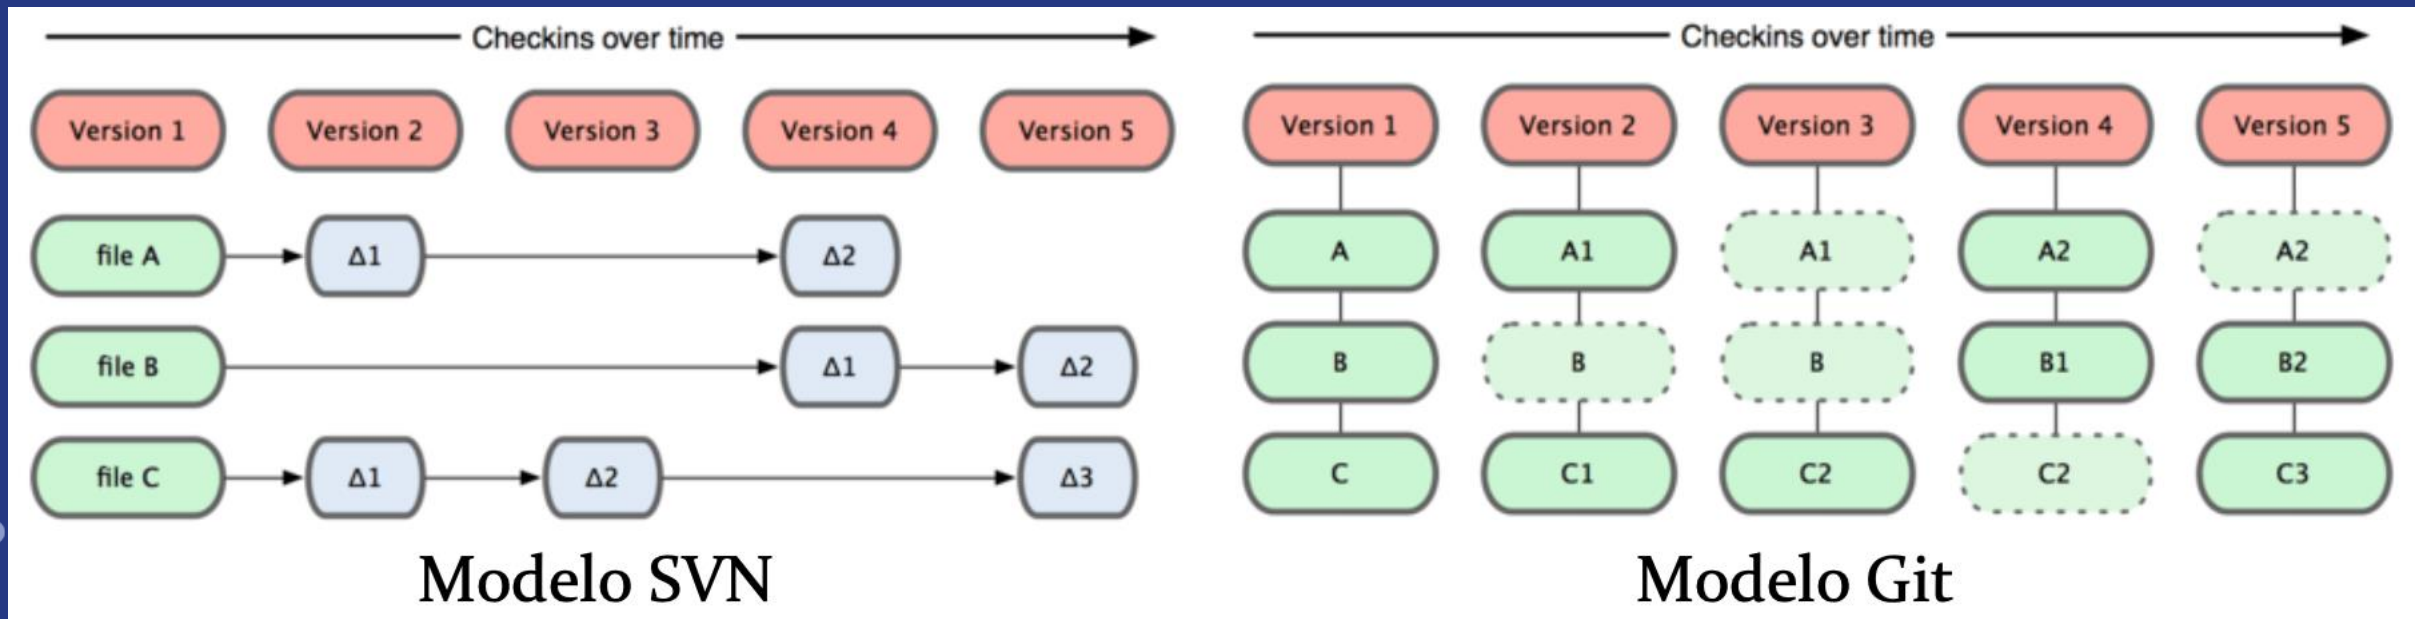 Checkins over time
Version 1 Version 2 Version 3 Version 4 Version 5
file A Δ1 Δ2
file B Δ1 Δ2
file C Δ1 Δ2 Δ3
Modelo SVN
Checkins over time
Version 1 Version 2 Version 3 Version 4 Version 5
A A1 A1 A2 A2
B B B B1 B2
C C1 C2 C2 C3
Modelo Git